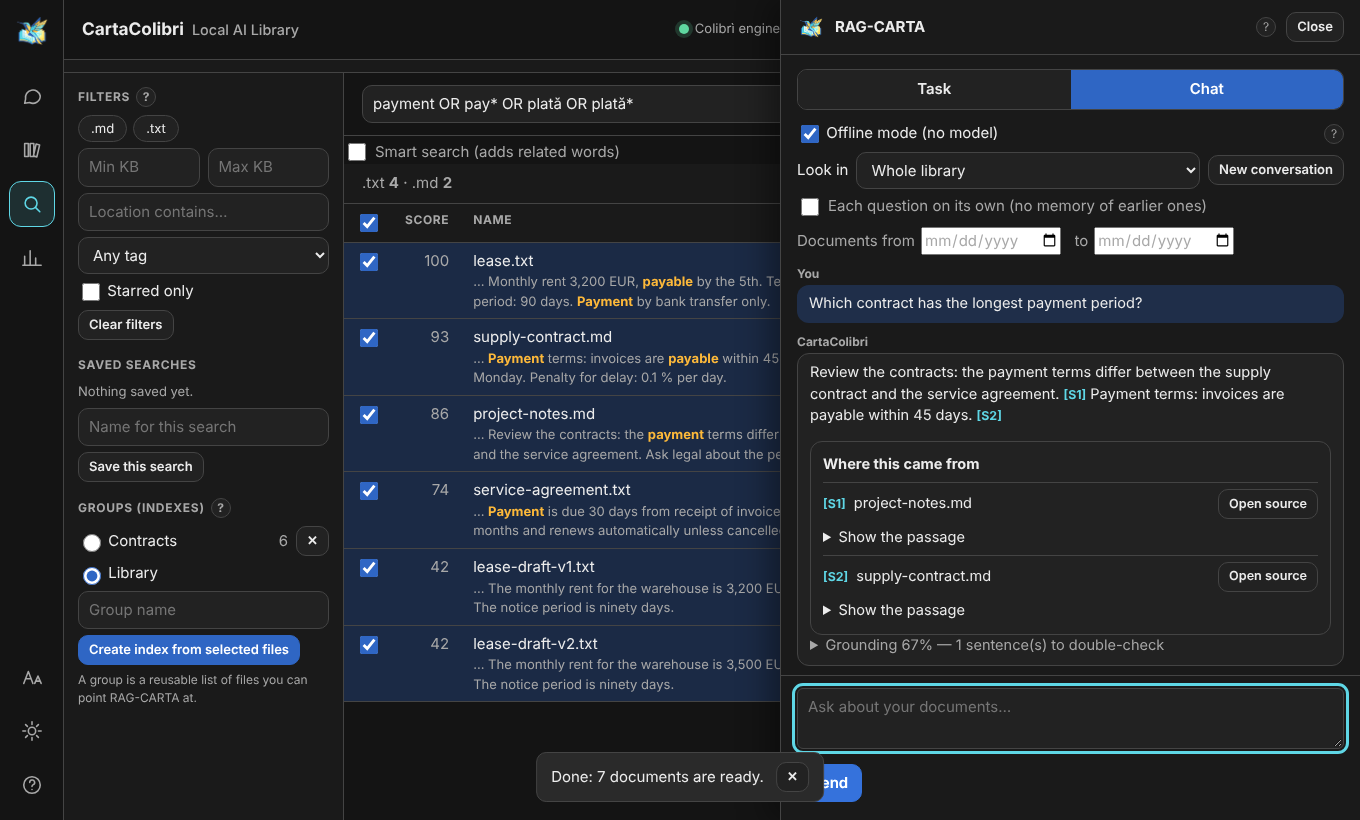 CartaColibri Local AI Library
Colibri engine
FILTERS ?
.md .txt
Min KB Max KB
Location contains...
Any tag
Starred only
Clear filters
SAVED SEARCHES
Nothing saved yet.
Name for this search
Save this search
GROUPS (INDEXES) ?
Contracts 6 ×
Library
Group name
Create index from selected files
A group is a reusable list of files you can
point RAG-CARTA at.
AA
payment OR pay* OR plată OR plată*
Smart search (adds related words)
.txt 4 · .md 2
SCORE NAME
100 lease.txt
... Monthly rent 3,200 EUR, payable by the 5th.
period: 90 days. Payment by bank transfer only.
93 supply-contract.md
... Payment terms: invoices are payable within 45
Monday. Penalty for delay: 0.1 % per day.
86 project-notes.md
... Review the contracts: the payment terms differ
and the service agreement. Ask legal about the
74 service-agreement.txt
... Payment is due 30 days from receipt of invoice
months and renews automatically unless cancelle
42 lease-draft-v1.txt
... The monthly rent for the warehouse is 3,200
The notice period is ninety days.
42 lease-draft-v2.txt
... The monthly rent for the warehouse is 3,500
The notice period is ninety days.
RAG-CARTA ? Close
Task Chat
Offline mode (no model) ?
Look in Whole library New conversation
Each question on its own (no memory of earlier ones)
Documents from mm/dd/yyyy to mm/dd/yyyy
You
Which contract has the longest payment period?
CartaColibri
Review the contracts: the payment terms differ between the supply
contract and the service agreement. [S1] Payment terms: invoices are
payable within 45 days. [S2]
Where this came from
[S1] project-notes.md Open source
Show the passage
[S2] supply-contract.md Open source
Show the passage
Grounding 67% — 1 sentence(s) to double-check
Ask about your documents...
Done: 7 documents are ready. ×
end